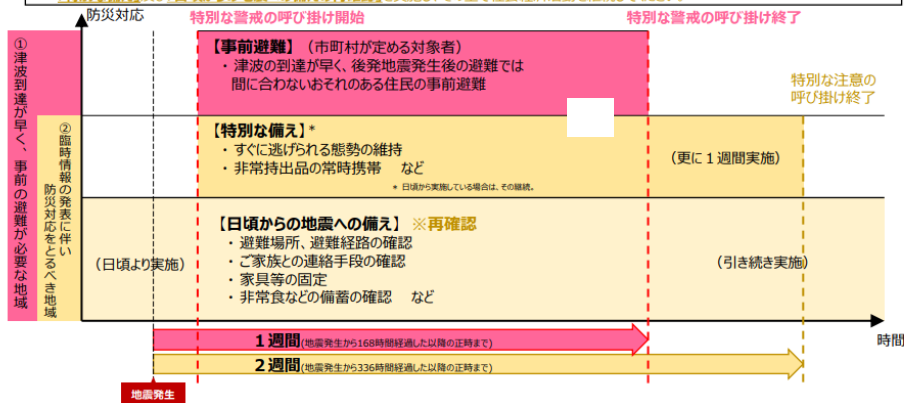 防災対応
特別な警戒の呼び掛け開始
特別な警戒の呼び掛け終了
①津波到達が早く、事前の避難が必要な地域
【事前避難】（市町村が定める対象者）
・津波の到達が早く、後発地震発生後の避難では
間に合わないおそれのある住民の事前避難
特別な注意の
呼び掛け終了
②臨時情報の発表に伴い
防災対応をとるべき地域
【特別な備え】*
・すぐに逃げられる態勢の維持
・非常持出品の常時携帯　など
* 日頃から実施している場合は、その継続。
（更に１週間実施）
【日頃からの地震への備え】 ※再確認
・避難場所、避難経路の確認
・ご家族との連絡手段の確認
・家具等の固定
・非常食などの備蓄の確認　など
（日頃より実施）
（引き続き実施）
時間
１週間(地震発生から168時間経過した以降の正時まで)
２週間(地震発生から336時間経過した以降の正時まで)
地震発生